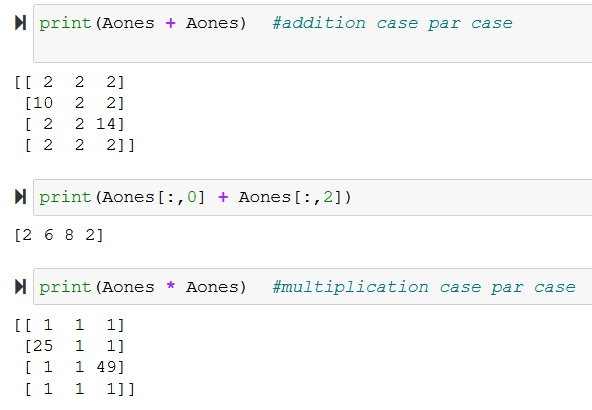 print(Aones + Aones)  #addition case par case
[[ 2  2  2]
 [10  2  2]
 [ 2  2 14]
 [ 2  2  2]]
print(Aones[:,0] + Aones[:,2])
[2 6 8 2]
print(Aones * Aones)  #multiplication case par case
[[ 1  1  1]
 [25  1  1]
 [ 1  1 49]
 [ 1  1  1]]